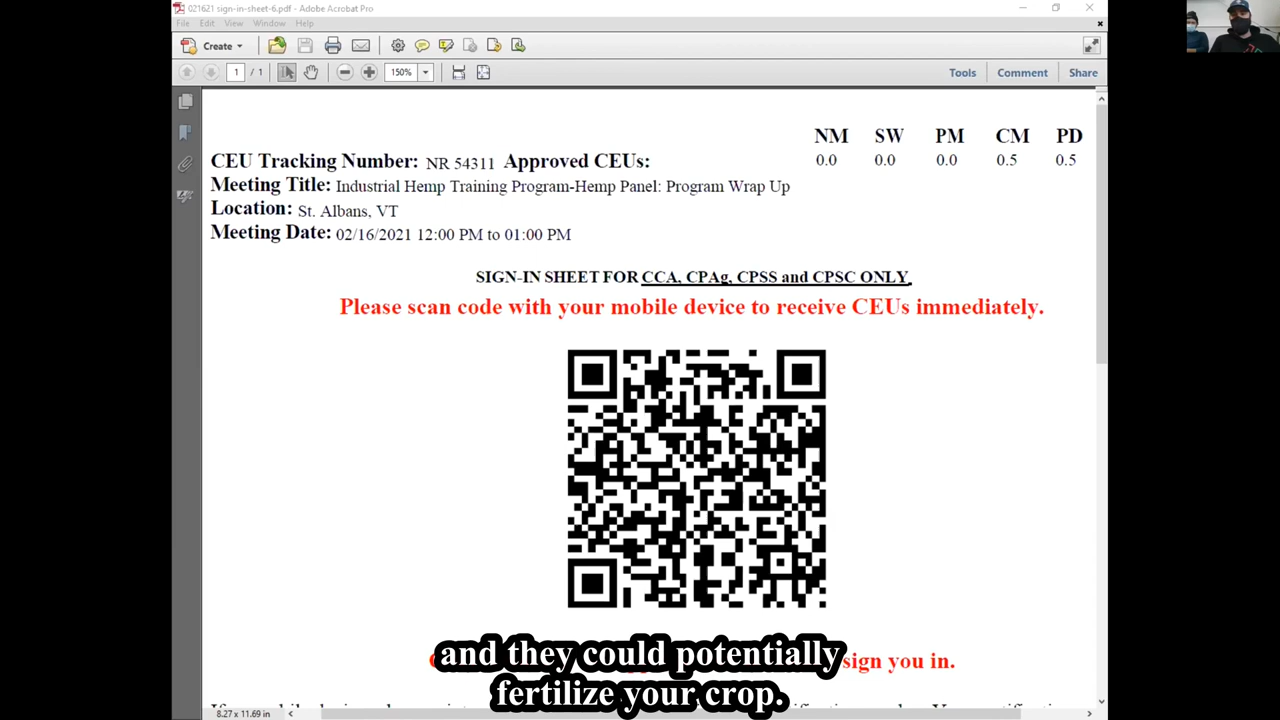 021621 sign-in-sheet-6.pdf - Adobe Acrobat Pro
File Edit View Window Help
Create
1 / 1 150% Tools Comment Share
NM SW PM CM PD
CEU Tracking Number: NR 54311 Approved CEUs: 0.0 0.0 0.0 0.5 0.5
Meeting Title: Industrial Hemp Training Program-Hemp Panel: Program Wrap Up
Location: St. Albans, VT
Meeting Date: 02/16/2021 12:00 PM to 01:00 PM
SIGN-IN SHEET FOR CCA, CPAg, CPSS and CPSC ONLY.
Please scan code with your mobile device to receive CEUs immediately.
sign you in.
and they could potentially
fertilize your crop.
8.27 x 11.69 in